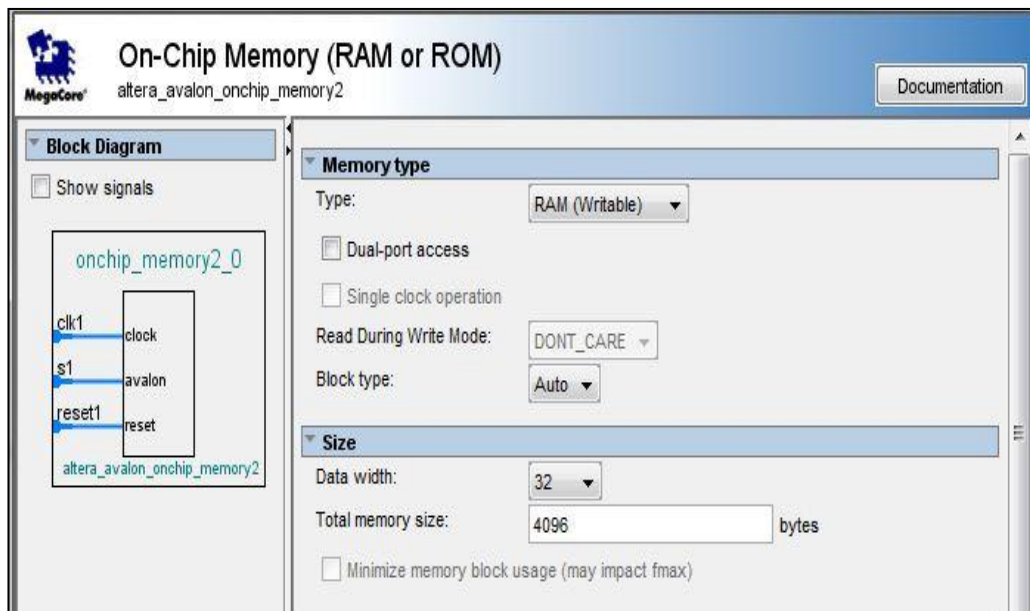 On-Chip Memory (RAM or ROM)
MegaCore®
altera_avalon_onchip_memory2
Documentation
Block Diagram
Show signals
onchip_memory2_0
clk1
clock
s1
avalon
reset1
reset
altera_avalon_onchip_memory2
Memory type
Type:
RAM (Writable)
Dual-port access
Single clock operation
Read During Write Mode:
DONT_CARE
Block type:
Auto
Size
Data width:
32
Total memory size:
4096
bytes
Minimize memory block usage (may impact fmax)